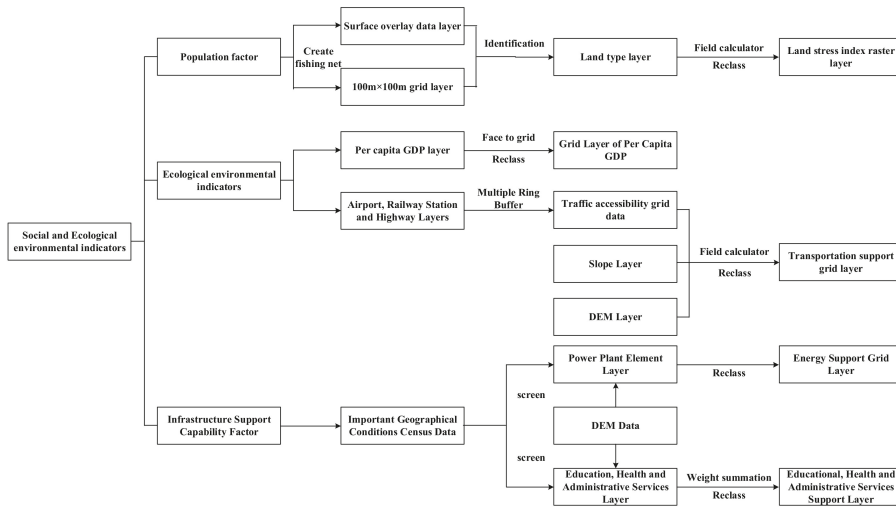 Surface overlay data layer
Population factor
Create
fishing net
Identification
Land type layer
Field calculator
Reclass
Land stress index raster
layer
100m×100m grid layer
Per capita GDP layer
Face to grid
Reclass
Grid Layer of Per Capita
GDP
Ecological environmental
indicators
Airport, Railway Station
and Highway Layers
Multiple Ring
Buffer
Traffic accessibility grid
data
Social and Ecological
environmental indicators
Slope Layer
Field calculator
Reclass
Transportation support
grid layer
DEM Layer
Power Plant Element
Layer
Reclass
Energy Support Grid
Layer
screen
Infrastructure Support
Capability Factor
Important Geographical
Conditions Census Data
DEM Data
screen
Education, Health and
Administrative Services
Layer
Weight summation
Reclass
Educational, Health and
Administrative Services
Support Layer